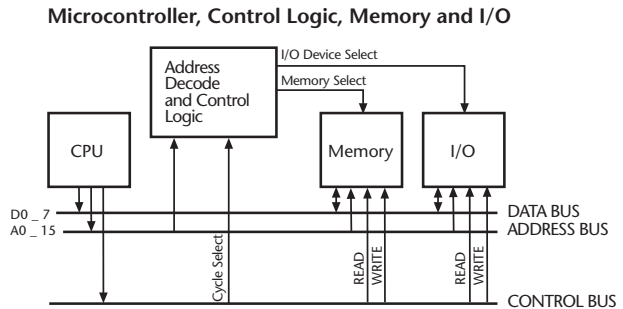 Microcontroller, Control Logic, Memory and I/O
I/O Device Select
Address
Decode
and Control
Logic
Memory Select
CPU
Memory
I/O
D0 _ 7
DATA BUS
A0 _ 15
ADDRESS BUS
Cycle Select
READ
WRITE
READ
WRITE
CONTROL BUS